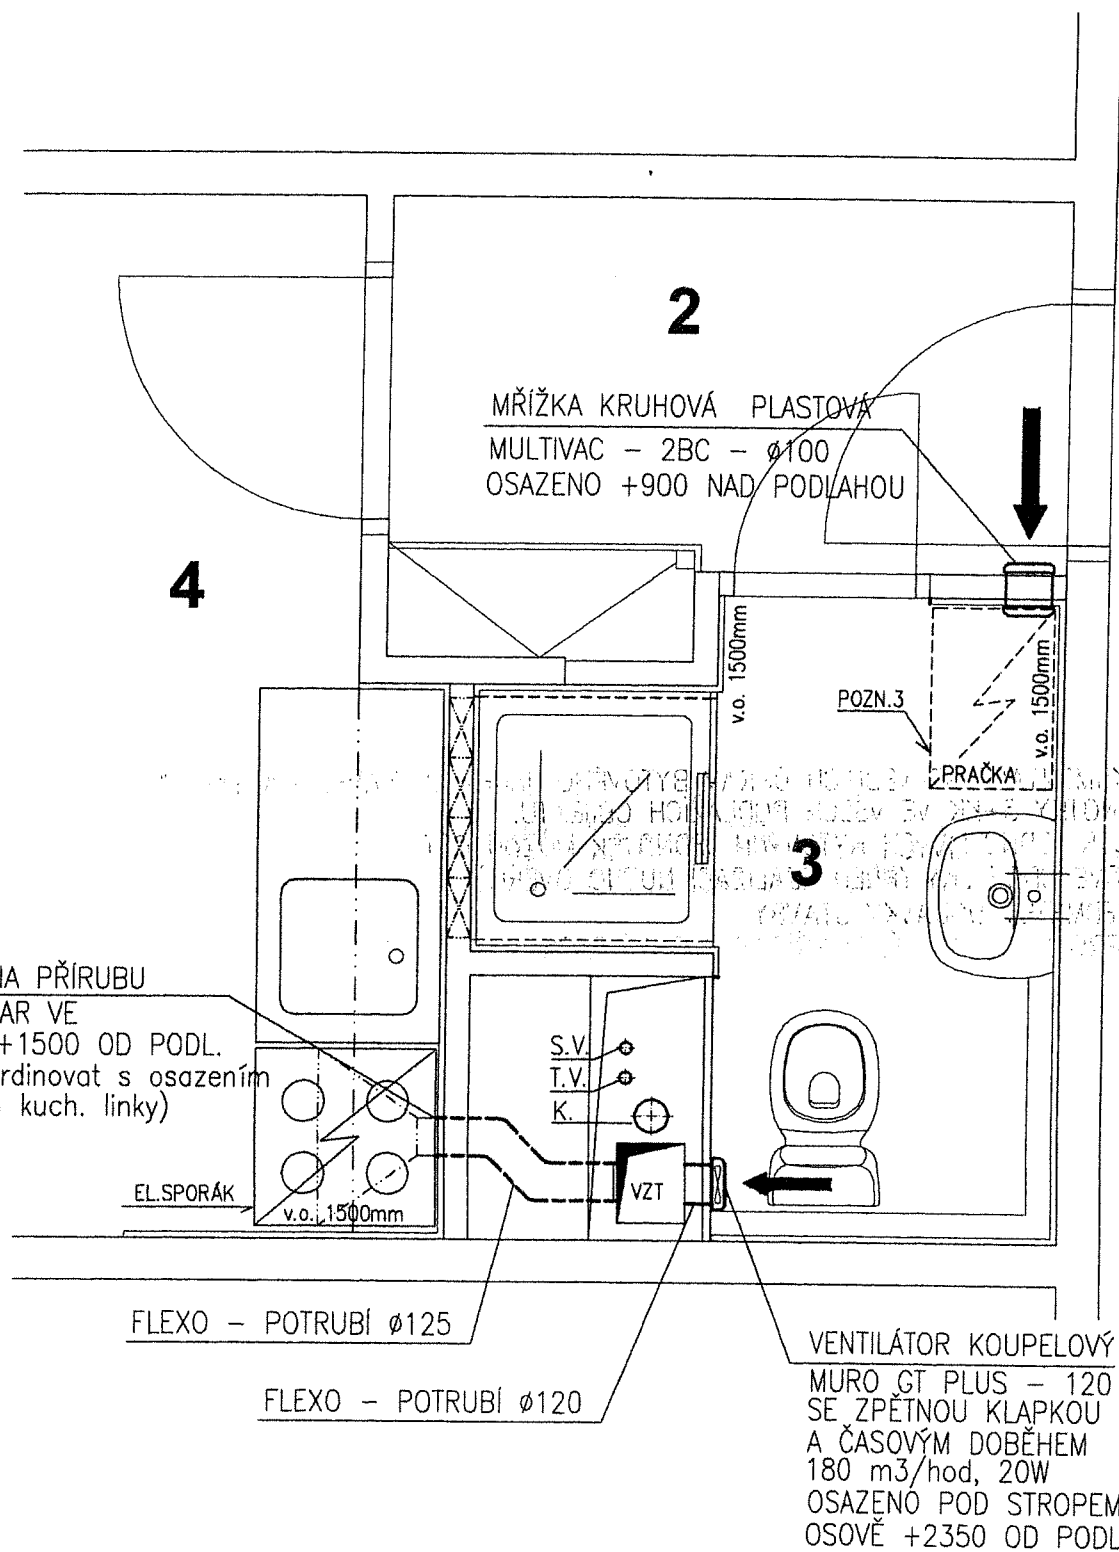 2
MŘÍŽKA KRUHOVÁ PLASTOVÁ
MULTIVAC - 2BC - ø100
OSAZENO +900 NAD PODLAHOU
4
v.o. 1500mm
v.o. 1500mm
POZN.3
PRAČKA
3
NA PŘÍRUBU
AR VE
+1500 OD PODL.
rdinovat s osazením
kuch. linky)
S.V.
T.V.
K.
VZT
EL.SPORÁK
v.o. 1500mm
FLEXO - POTRUBÍ ø125
FLEXO - POTRUBÍ ø120
VENTILÁTOR KOUPELOVÝ
MURO GT PLUS - 120
SE ZPĚTNOU KLAPKOU
A ČASOVÝM DOBĚHEM
180 m3/hod, 20W
OSAZENO POD STROPEM
OSOVĚ +2350 OD PODL